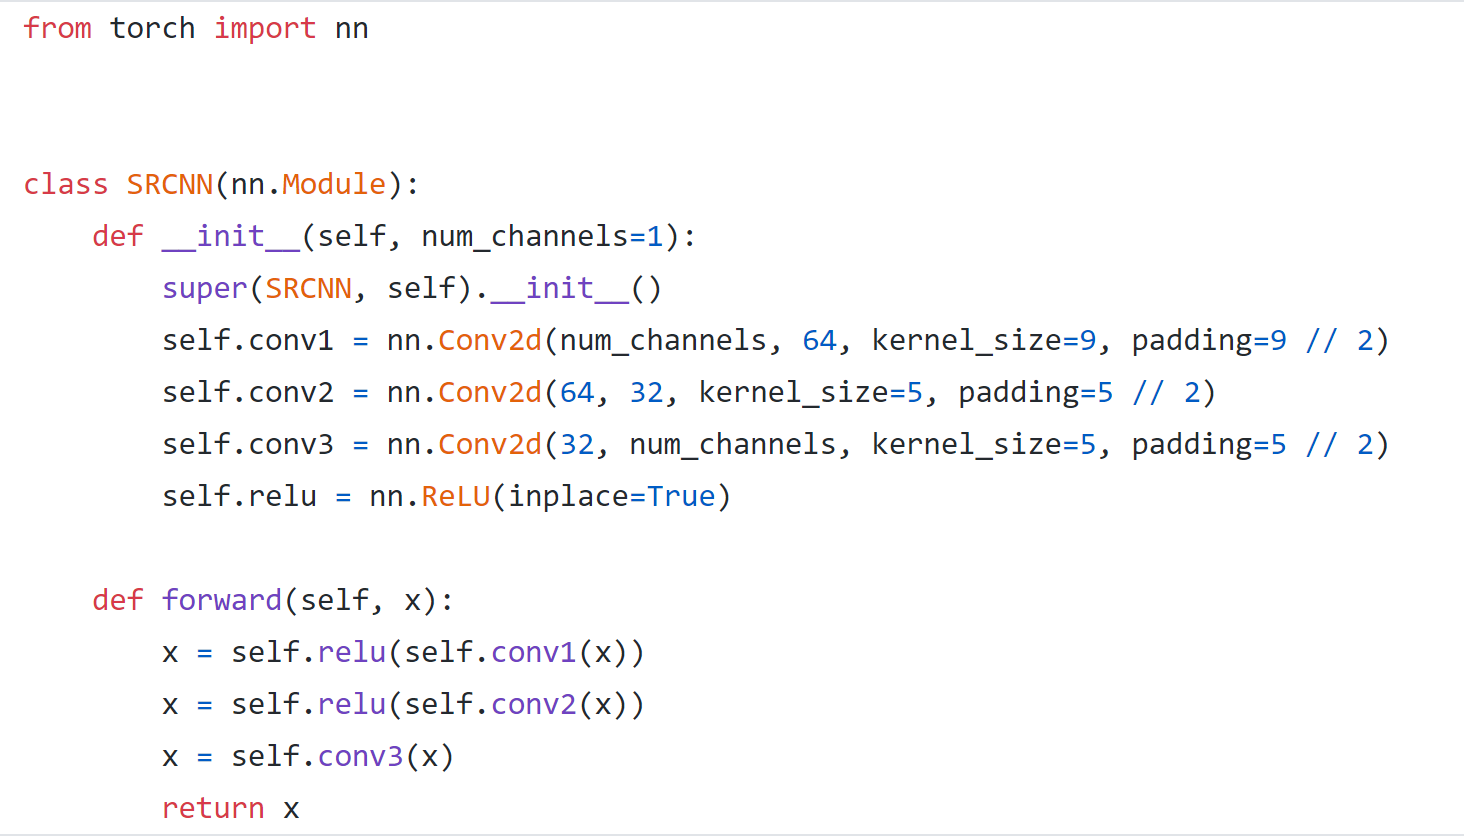 from torch import nn
class SRCNN(nn.Module):
    def __init__(self, num_channels=1):
        super(SRCNN, self).__init__()
        self.conv1 = nn.Conv2d(num_channels, 64, kernel_size=9, padding=9 // 2)
        self.conv2 = nn.Conv2d(64, 32, kernel_size=5, padding=5 // 2)
        self.conv3 = nn.Conv2d(32, num_channels, kernel_size=5, padding=5 // 2)
        self.relu = nn.ReLU(inplace=True)
    def forward(self, x):
        x = self.relu(self.conv1(x))
        x = self.relu(self.conv2(x))
        x = self.conv3(x)
        return x